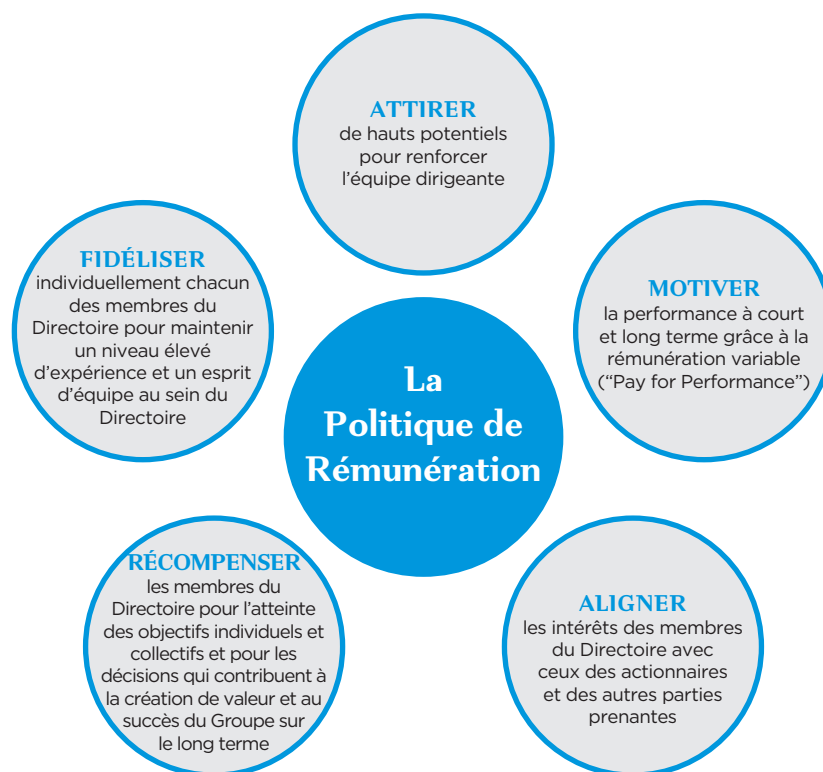 ATTIRER
de hauts potentiels
pour renforcer
l’équipe dirigeante
FIDÉLISER
individuellement chacun
des membres du
Directoire pour maintenir
un niveau élevé
d’expérience et un esprit
d’équipe au sein du
Directoire
MOTIVER
la performance à court
et long terme grâce à la
rémunération variable
(“Pay for Performance”)
La
Politique de
Rémunération
RÉCOMPENSER
les membres du
Directoire pour l’atteinte
des objectifs individuels et
collectifs et pour les
décisions qui contribuent à
la création de valeur et au
succès du Groupe sur
le long terme
ALIGNER
les intérêts des membres
du Directoire avec
ceux des actionnaires
et des autres parties
prenantes